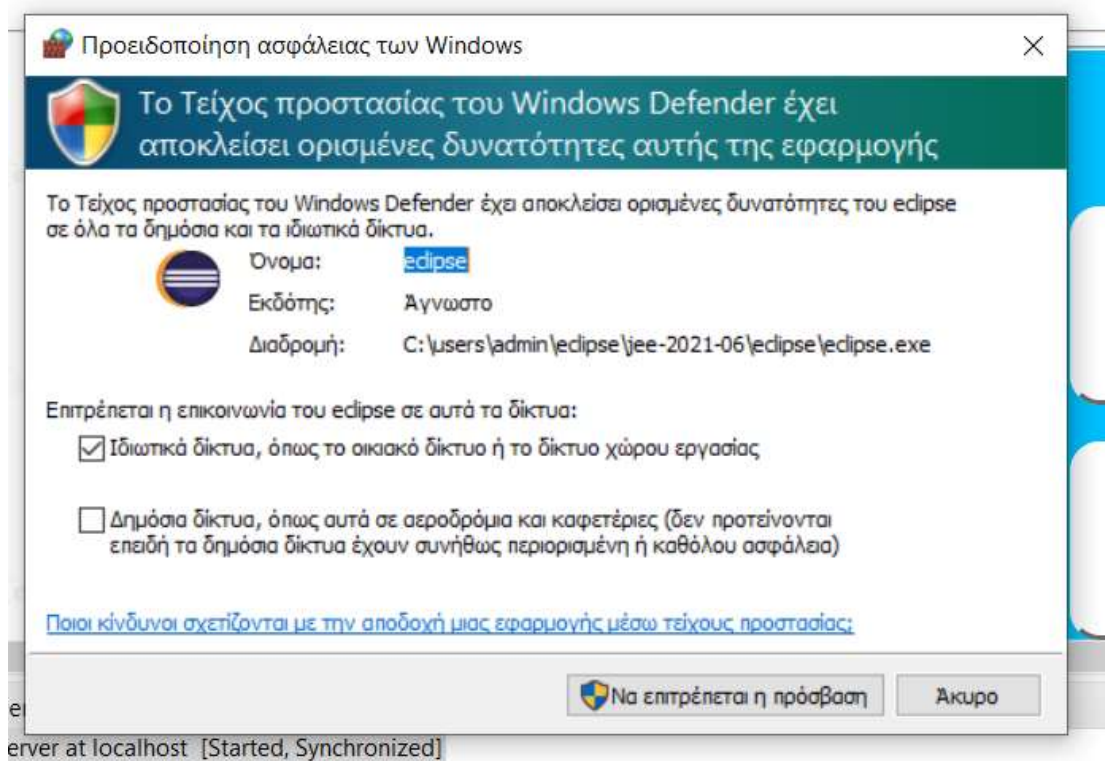 Προειδοποίηση ασφάλειας των Windows
Το Τείχος προστασίας του Windows Defender έχει
αποκλείσει ορισμένες δυνατότητες αυτής της εφαρμογής
Το Τείχος προστασίας του Windows Defender έχει αποκλείσει ορισμένες δυνατότητες του eclipse
σε όλα τα δημόσια και τα ιδιωτικά δίκτυα.
Όνομα: eclipse
Εκδότης: Άγνωστο
Διαδρομή: C:\users\admin\eclipse\jee-2021-06\eclipse\eclipse.exe
Επιτρέπεται η επικοινωνία του eclipse σε αυτά τα δίκτυα:
Ιδιωτικά δίκτυα, όπως το οικιακό δίκτυο ή το δίκτυο χώρου εργασίας
Δημόσια δίκτυα, όπως αυτά σε αεροδρόμια και καφετέριες (δεν προτείνονται
επειδή τα δημόσια δίκτυα έχουν συνήθως περιορισμένη ή καθόλου ασφάλεια)
Ποιοι κίνδυνοι σχετίζονται με την αποδοχή μιας εφαρμογής μέσω τείχους προστασίας;
Να επιτρέπεται η πρόσβαση Άκυρο
erver at localhost [Started, Synchronized]